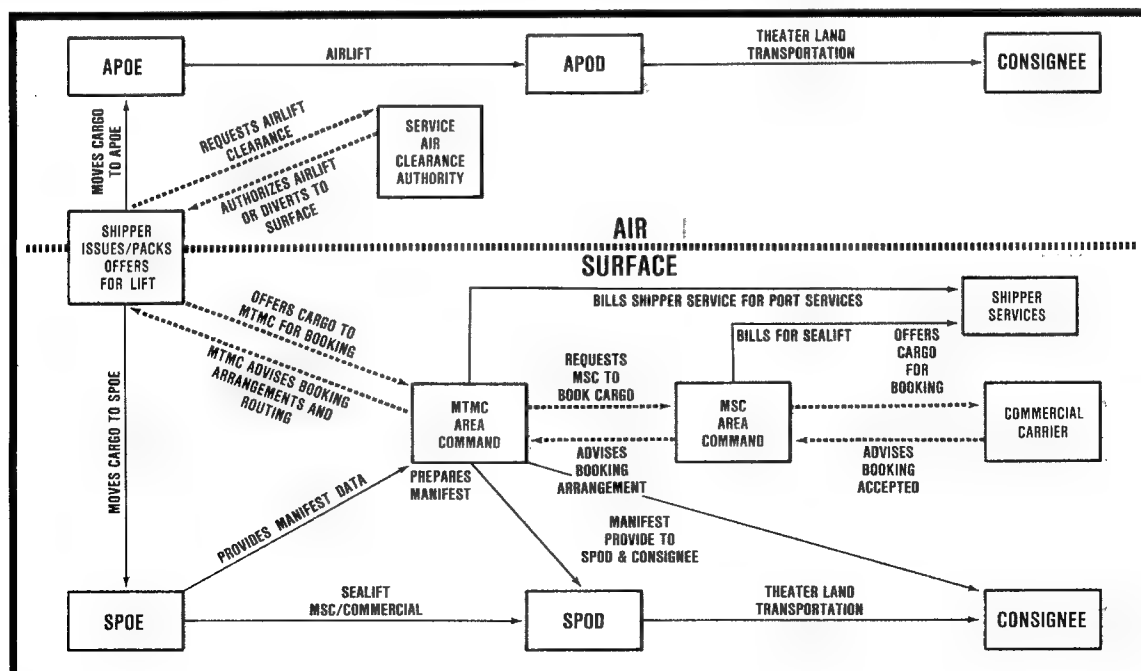 APOE
AIRLIFT
APOD
THEATER LAND
TRANSPORTATION
CONSIGNEE
MOVES CARGO
TO APOE
REQUESTS AIRLIFT
CLEARANCE
SERVICE
AIR
CLEARANCE
AUTHORITY
AUTHORIZES AIRLIFT
OR DIVERTS TO
SURFACE
SHIPPER
ISSUES/PACKS
OFFERS
FOR LIFT
AIR
SURFACE
OFFERS CARGO TO
MTMC FOR BOOKING
MTMC ADVISES BOOKING
ARRANGEMENTS AND
ROUTING
BILLS SHIPPER SERVICE FOR PORT SERVICES
SHIPPER
SERVICES
BILLS FOR SEALIFT
OFFERS
CARGO
FOR
BOOKING
REQUESTS
MSC TO
BOOK CARGO
MTMC
AREA
COMMAND
MSC
AREA
COMMAND
COMMERCIAL
CARRIER
ADVISES
BOOKING
ARRANGEMENT
ADVISES
BOOKING
ACCEPTED
MOVES CARGO TO SPOE
PROVIDES MANIFEST DATA
PREPARES
MANIFEST
MANIFEST
PROVIDE TO
SPOD & CONSIGNEE
SPOE
SEALIFT
MSC/COMMERCIAL
SPOD
THEATER LAND
TRANSPORTATION
CONSIGNEE